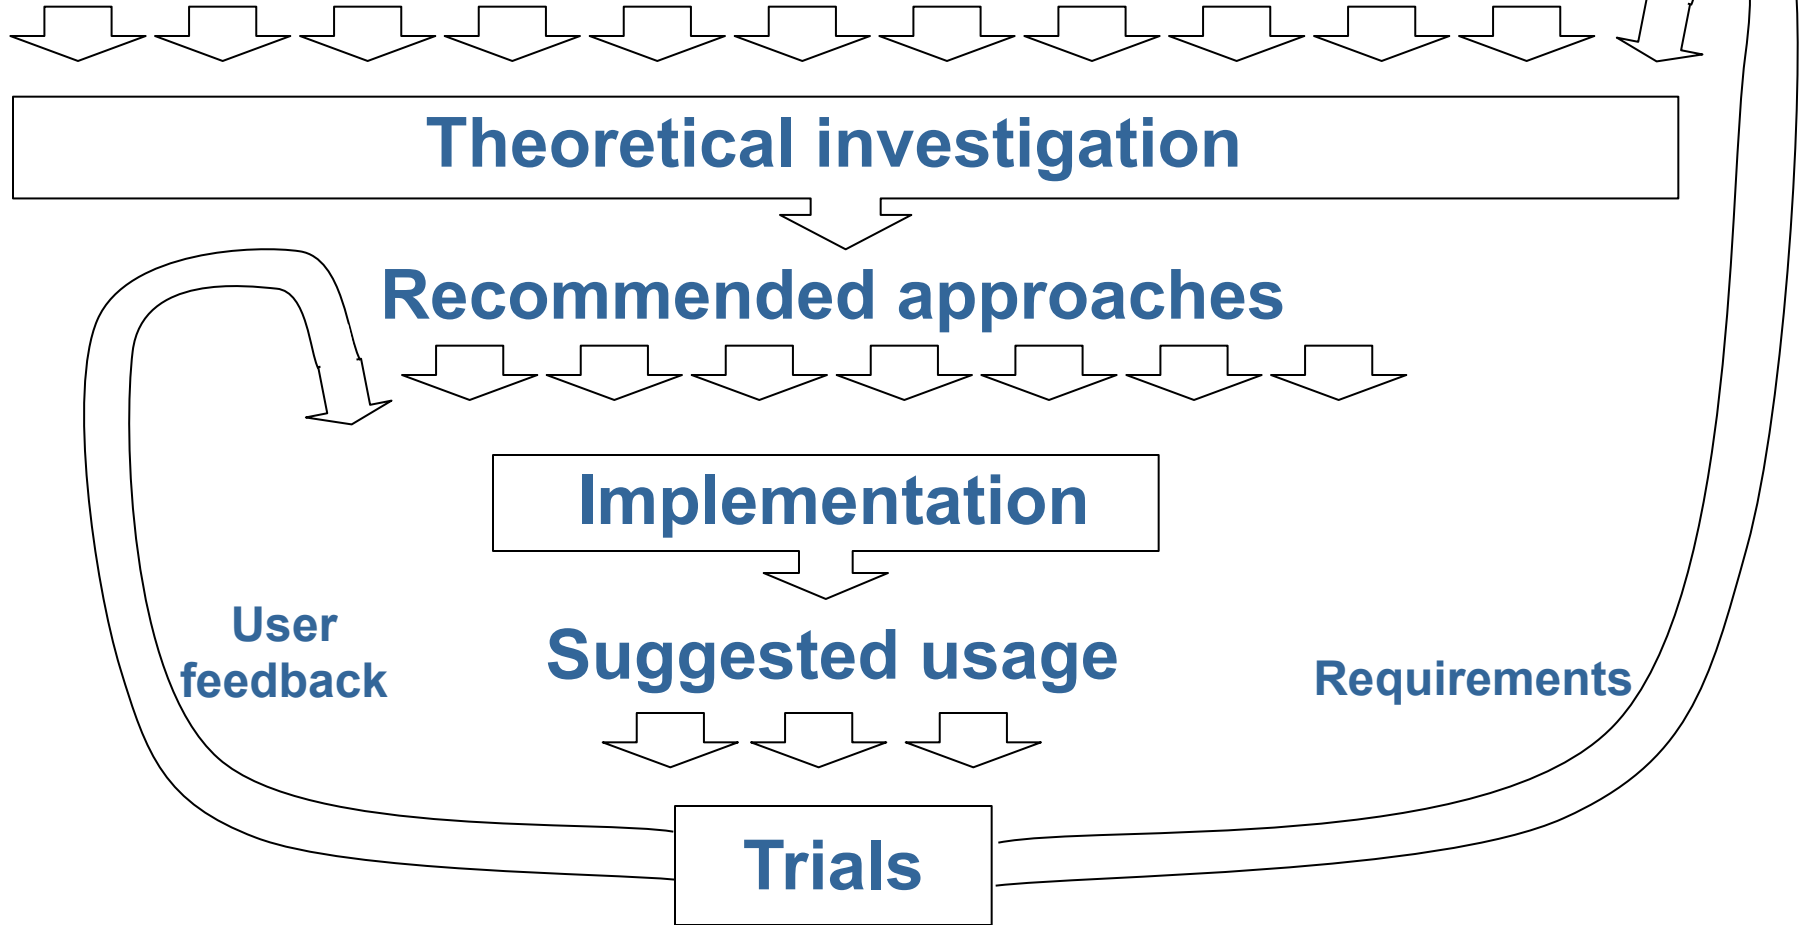 Theoretical investigation
Recommended approaches
Implementation
User
feedback
Suggested usage
Requirements
Trials